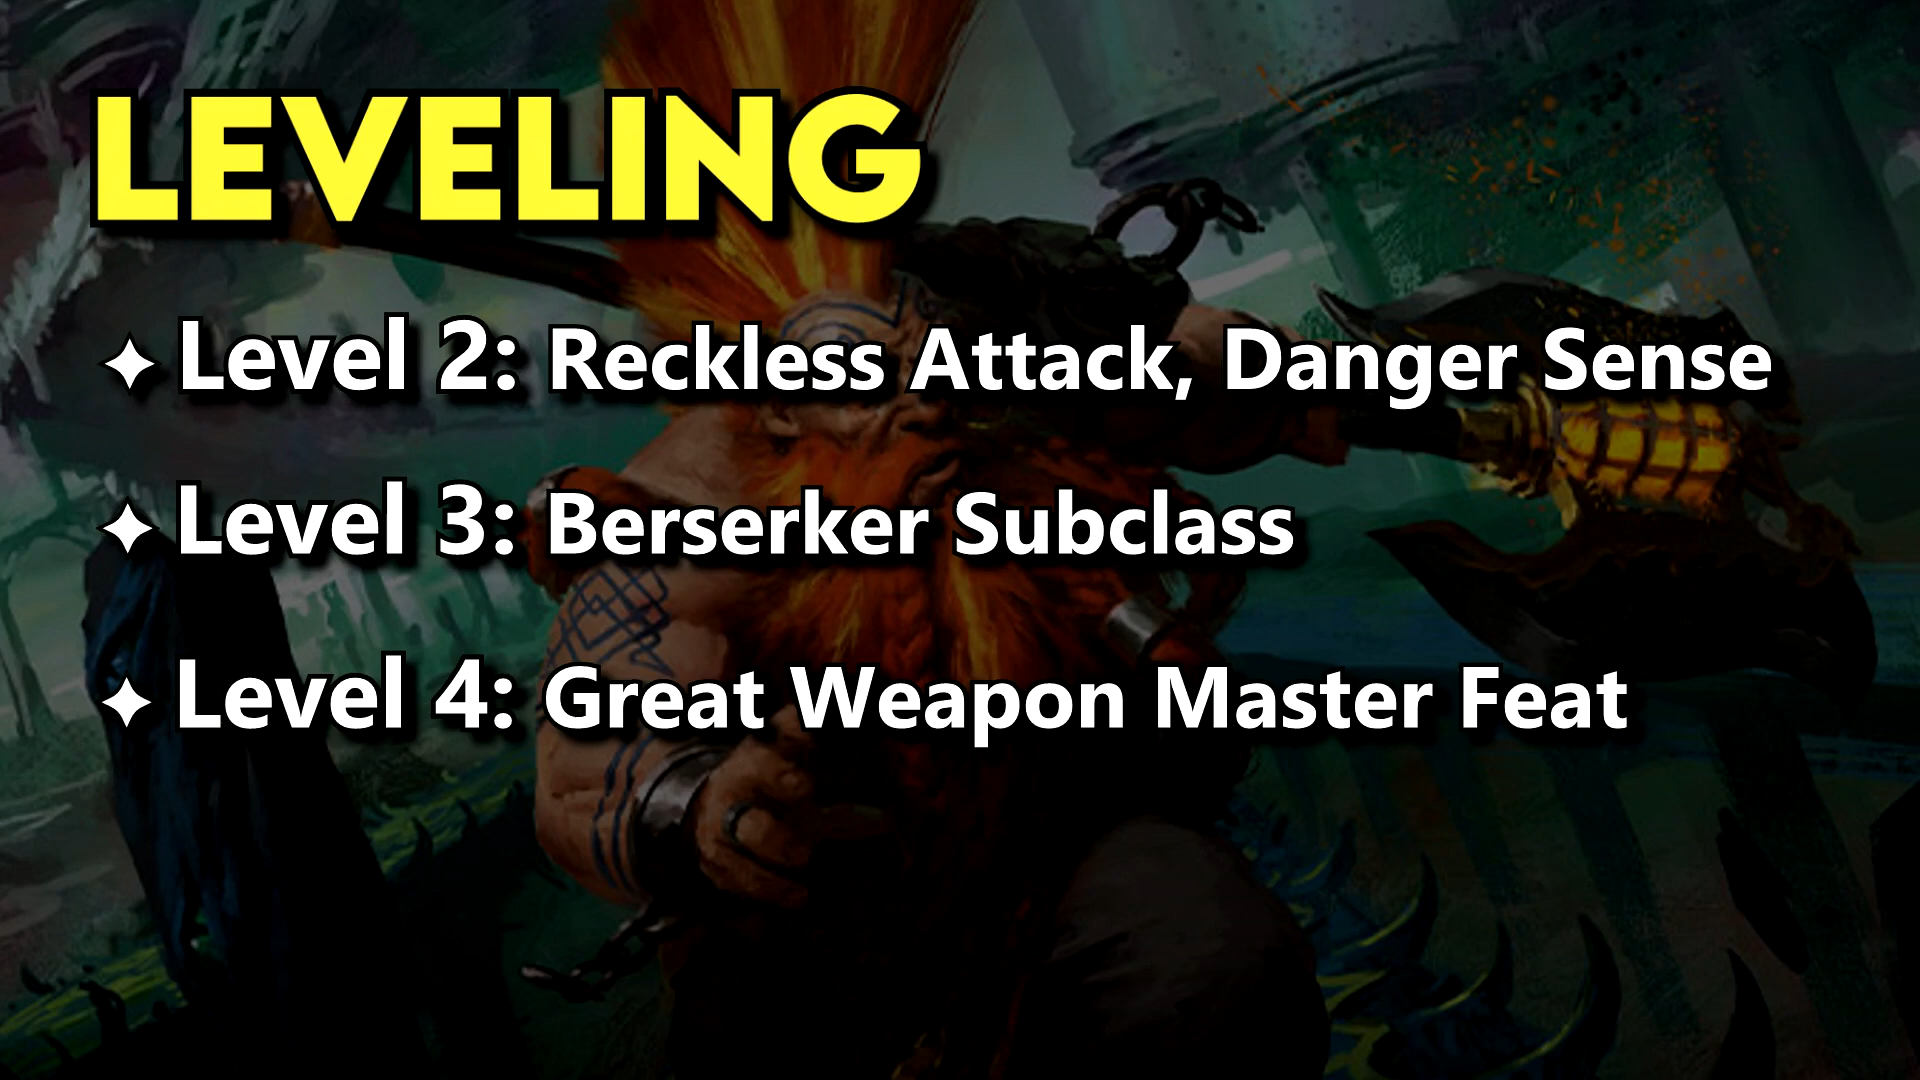 LEVELING
✦ Level 2: Reckless Attack, Danger Sense
✦ Level 3: Berserker Subclass
✦ Level 4: Great Weapon Master Feat